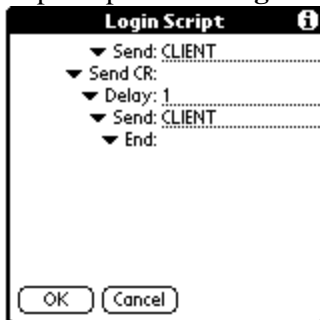 Login Script
Send: CLIENT
Send CR:
Delay: 1
Send: CLIENT
End:
OK Cancel